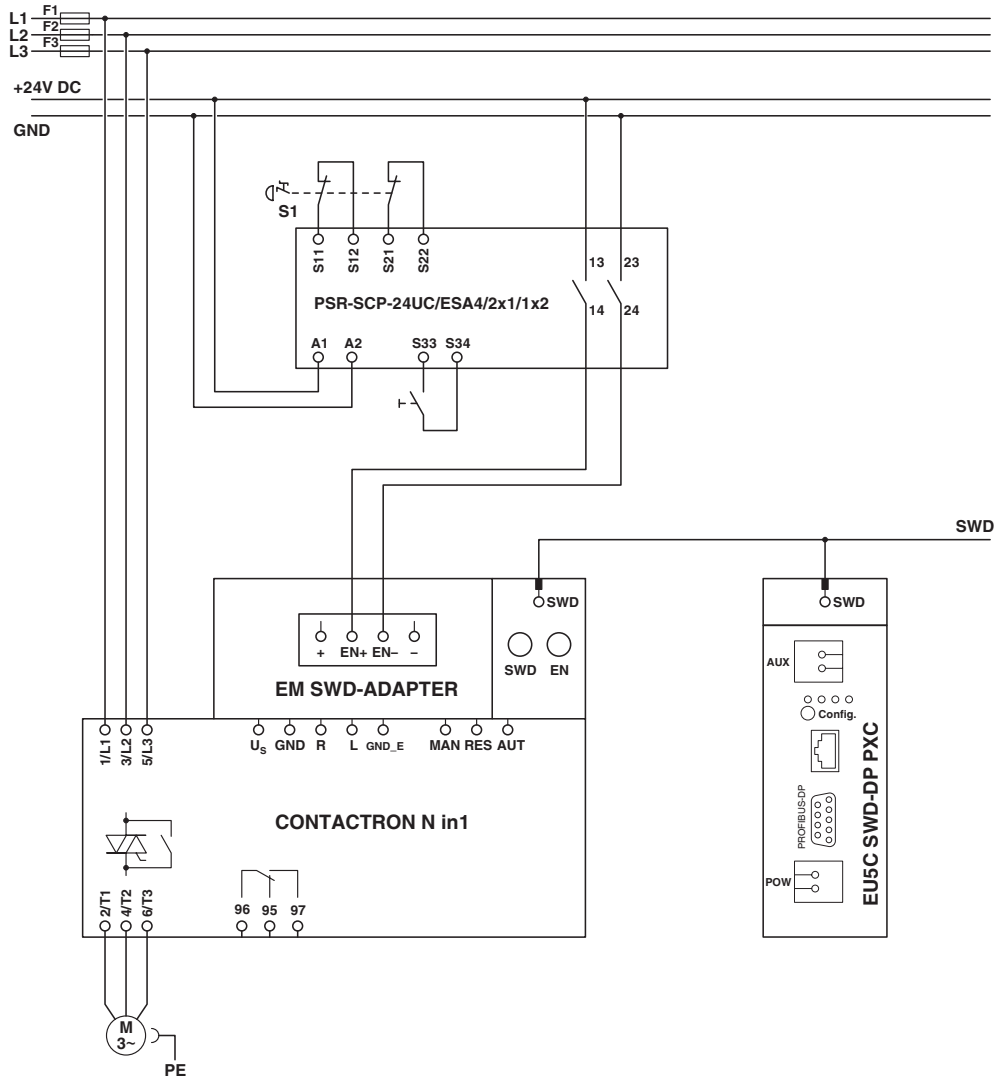 L1 F1
L2 F2
L3 F3
+24V DC
GND
S1
S11
S12
S21
S22
13
23
PSR-SCP-24UC/ESA4/2x1/1x2
14
24
A1
A2
S33
S34
SWD
SWD
SWD
+
EN+
EN–
–
SWD
EN
EM SWD-ADAPTER
AUX
Config.
PROFIBUS-DP
EU5C SWD-DP PXC
POW
1/L1
3/L2
5/L3
US
GND
R
L
GND_E
MAN
RES
AUT
CONTACTRON N in1
2/T1
4/T2
6/T3
96
95
97
M
3~
PE